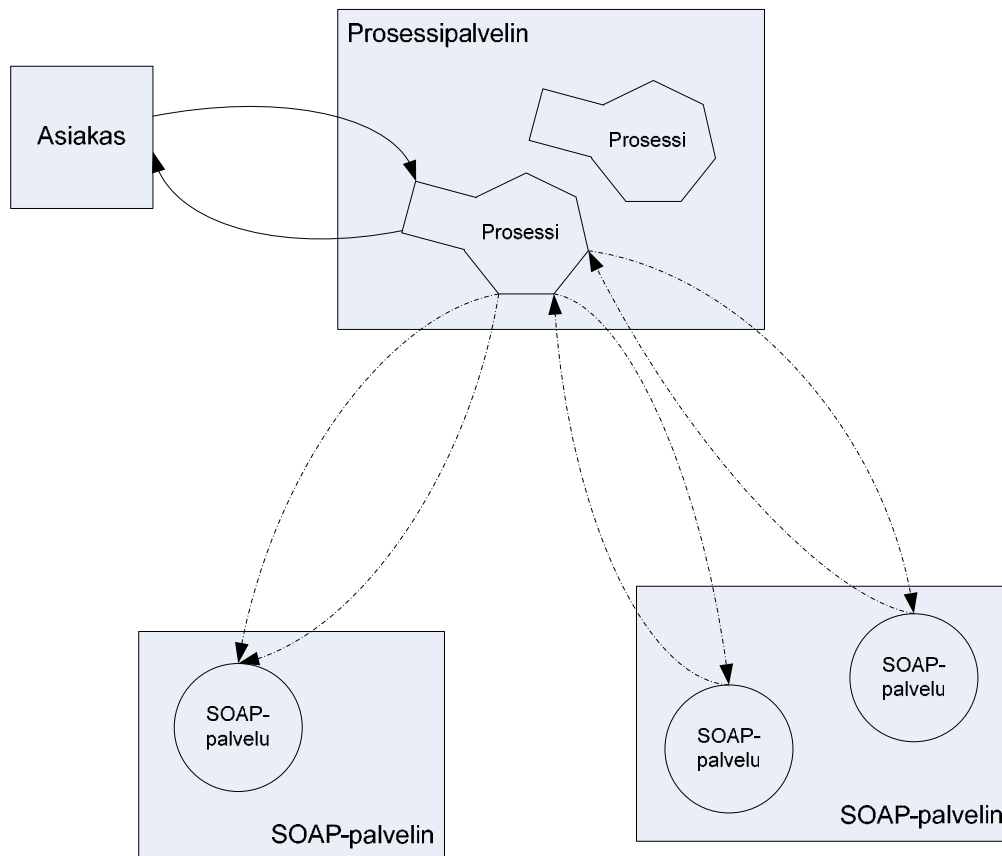 Prosessipalvelin
Asiakas
Prosessi
Prosessi
SOAP-
palvelu
SOAP-palvelin
SOAP-
palvelu
SOAP-
palvelu
SOAP-palvelin